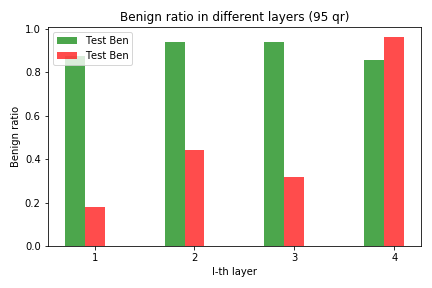 Benign ratio in different layers (95 qr)
Test Ben
Test Ben
1.0
0.8
0.6
0.4
0.2
0.0
Benign ratio
1 2 3 4
l-th layer